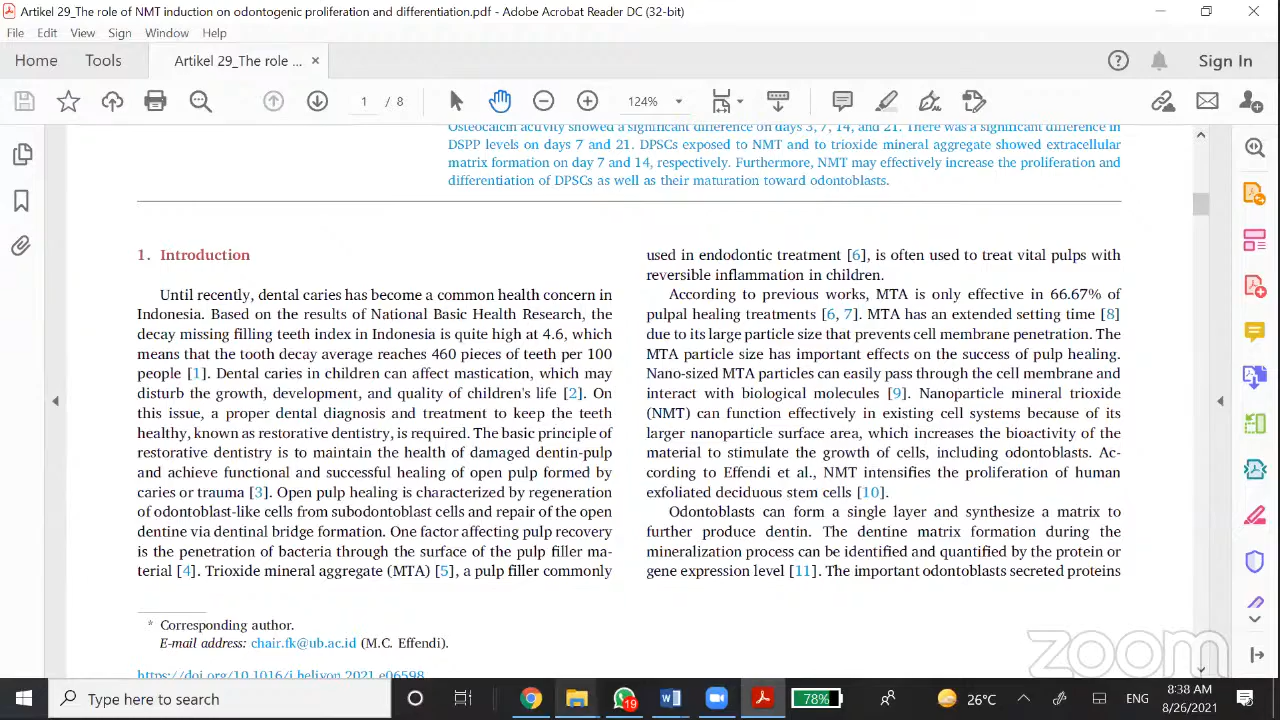 Artikel 29_The role of NMT induction on odontogenic proliferation and differentiation.pdf - Adobe Acrobat Reader DC (32-bit)
File Edit View Sign Window Help
Home Tools Artikel 29_The role ... × Sign In
1 / 8 124%
Osteocalcin activity showed a significant difference on days 3, 7, 14, and 21. There was a significant difference in
DSPP levels on days 7 and 21. DPSCs exposed to NMT and to trioxide mineral aggregate showed extracellular
matrix formation on day 7 and 14, respectively. Furthermore, NMT may effectively increase the proliferation and
differentiation of DPSCs as well as their maturation toward odontoblasts.
1. Introduction
Until recently, dental caries has become a common health concern in
Indonesia. Based on the results of National Basic Health Research, the
decay missing filling teeth index in Indonesia is quite high at 4,6, which
means that the tooth decay average reaches 460 pieces of teeth per 100
people [1]. Dental caries in children can affect mastication, which may
disturb the growth, development, and quality of children's life [2]. On
this issue, a proper dental diagnosis and treatment to keep the teeth
healthy, known as restorative dentistry, is required. The basic principle of
restorative dentistry is to maintain the health of damaged dentin-pulp
and achieve functional and successful healing of open pulp formed by
caries or trauma [3]. Open pulp healing is characterized by regeneration
of odontoblast-like cells from subodontoblast cells and repair of the open
dentine via dentinal bridge formation. One factor affecting pulp recovery
is the penetration of bacteria through the surface of the pulp filler ma-
terial [4]. Trioxide mineral aggregate (MTA) [5], a pulp filler commonly
used in endodontic treatment [6], is often used to treat vital pulps with
reversible inflammation in children.
According to previous works, MTA is only effective in 66.67% of
pulpal healing treatments [6, 7]. MTA has an extended setting time [8]
due to its large particle size that prevents cell membrane penetration. The
MTA particle size has important effects on the success of pulp healing.
Nano-sized MTA particles can easily pass through the cell membrane and
interact with biological molecules [9]. Nanoparticle mineral trioxide
(NMT) can function effectively in existing cell systems because of its
larger nanoparticle surface area, which increases the bioactivity of the
material to stimulate the growth of cells, including odontoblasts. Ac-
cording to Effendi et al., NMT intensifies the proliferation of human
exfoliated deciduous stem cells [10].
Odontoblasts can form a single layer and synthesize a matrix to
further produce dentin. The dentine matrix formation during the
mineralization process can be identified and quantified by the protein or
gene expression level [11]. The important odontoblasts secreted proteins
* Corresponding author.
E-mail address: chair.fk@ub.ac.id (M.C. Effendi).
https://doi.org/10.1016/j.heliyon.2021.e06598
zoom
Type here to search 19 78% 26°C ENG 8:38 AM
8/26/2021